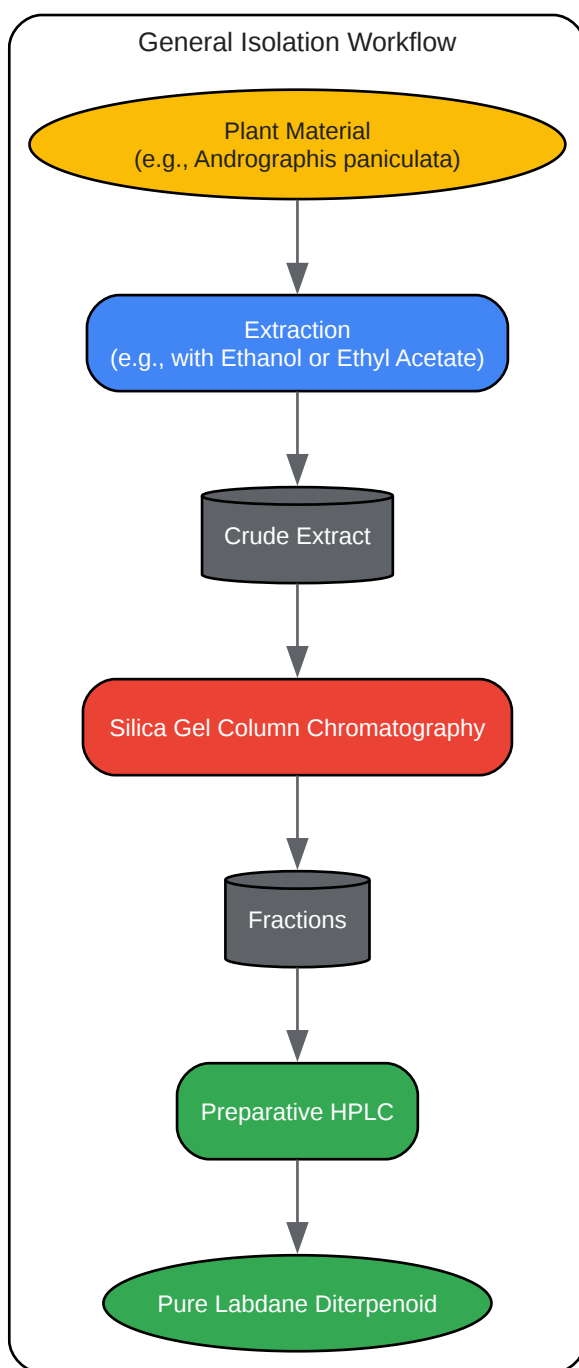 General Isolation Workflow
Plant Material
(e.g., Andrographis paniculata)
Extraction
(e.g., with Ethanol or Ethyl Acetate)
Crude Extract
Silica Gel Column Chromatography
Fractions
Preparative HPLC
Pure Labdane Diterpenoid